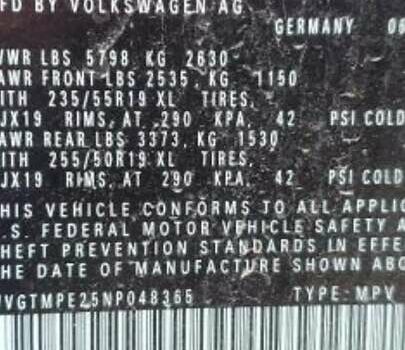 FD BY VOLKSWAGEN AG
GERMANY 06
VWR LBS 5798 KG 2630
AWR FRONT LBS 2535, KG 1150
ITH 235/55R19 XL TIRES,
JX19 RIMS, AT 290 KPA, 42 PSI COLD
AWR REAR LBS 3373, KG 1530
ITH 255/50R19 XL TIRES,
JX19 RIMS, AT 290 KPA, 42 PSI COLD
HIS VEHICLE CONFORMS TO ALL APPLIC
.S. FEDERAL MOTOR VEHICLE SAFETY A
HEFT PREVENTION STANDARDS IN EFFE
HE DATE OF MANUFACTURE SHOWN ABO
VGTMPE25NP048365 TYPE-MPV